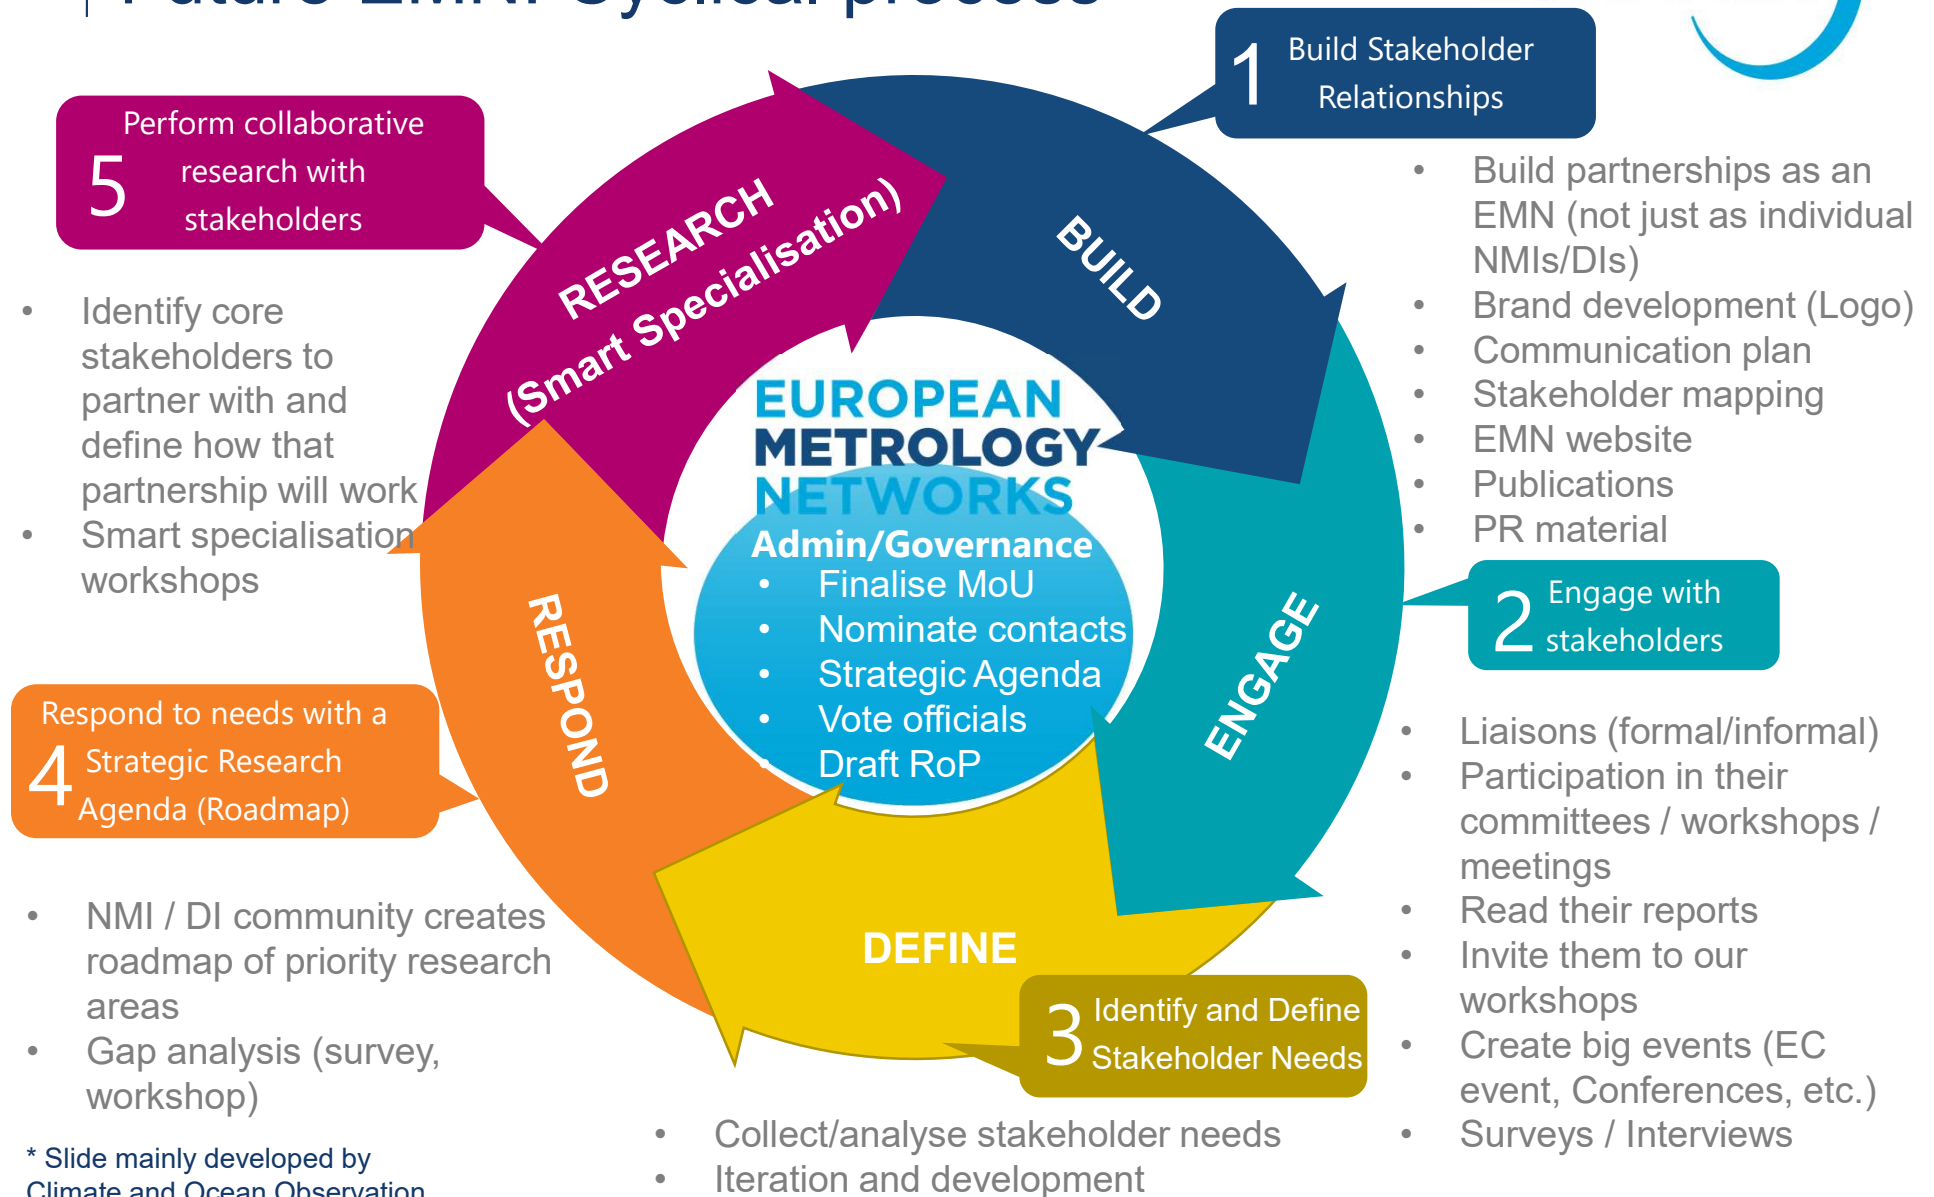 Future EMN: Cyclical process
1
Build Stakeholder
Relationships
• Build partnerships as an
EMN (not just as individual
NMIs/DIs)
• Brand development (Logo)
• Communication plan
• Stakeholder mapping
• EMN website
• Publications
• PR material
2
Engage with
stakeholders
• Liaisons (formal/informal)
• Participation in their
committees / workshops /
meetings
• Read their reports
• Invite them to our
workshops
• Create big events (EC
event, Conferences, etc.)
• Surveys / Interviews
3
Identify and Define
Stakeholder Needs
• Collect/analyse stakeholder needs
• Iteration and development
Respond to needs with a
4
Strategic Research
Agenda (Roadmap)
• NMI / DI community creates
roadmap of priority research
areas
• Gap analysis (survey,
workshop)
Perform collaborative
5
research with
stakeholders
• Identify core
stakeholders to
partner with and
define how that
partnership will work
• Smart specialisation
workshops
BUILD
ENGAGE
DEFINE
RESPOND
RESEARCH
(Smart Specialisation)
EUROPEAN
METROLOGY
NETWORKS
Admin/Governance
• Finalise MoU
• Nominate contacts
• Strategic Agenda
• Vote officials
• Draft RoP
* Slide mainly developed by
Climate and Ocean Observation